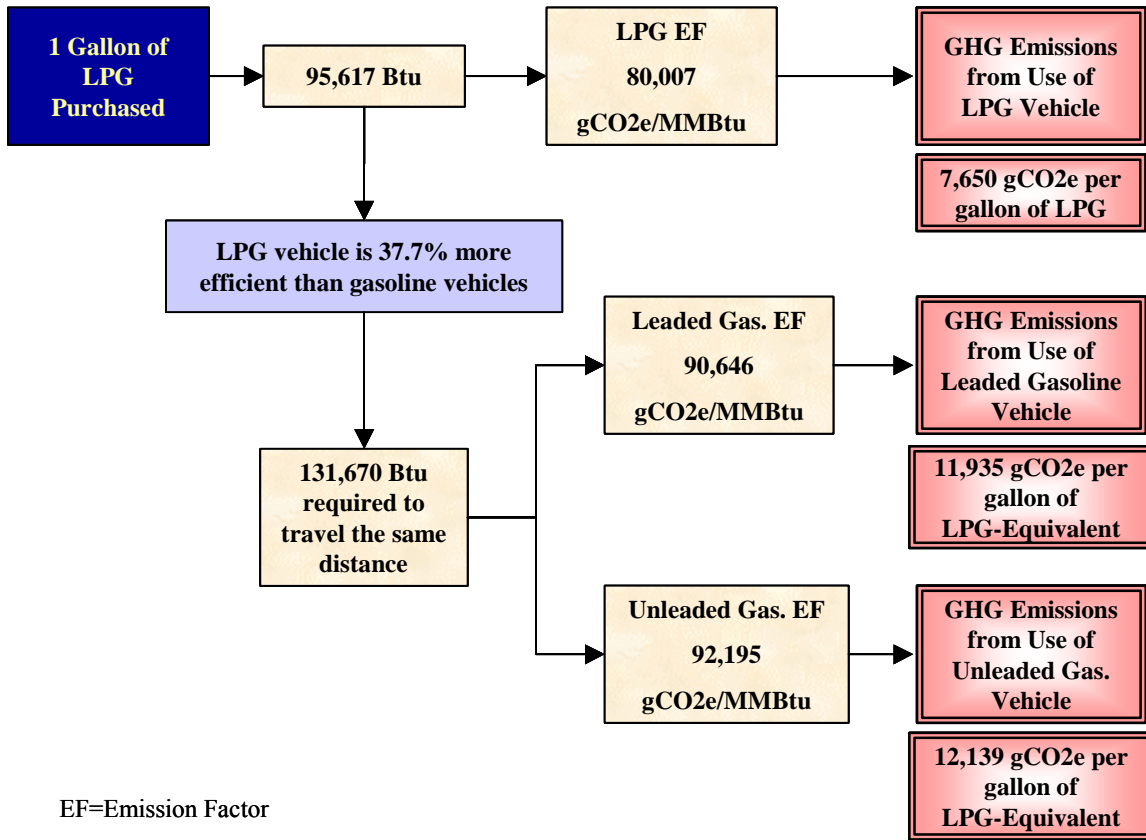 1 Gallon of
LPG
Purchased
95,617 Btu
LPG EF
80,007
gCO2e/MMBtu
GHG Emissions
from Use of
LPG Vehicle
7,650 gCO2e per
gallon of LPG
LPG vehicle is 37.7% more
efficient than gasoline vehicles
131,670 Btu
required to
travel the same
distance
Leaded Gas. EF
90,646
gCO2e/MMBtu
GHG Emissions
from Use of
Leaded Gasoline
Vehicle
11,935 gCO2e per
gallon of
LPG-Equivalent
Unleaded Gas. EF
92,195
gCO2e/MMBtu
GHG Emissions
from Use of
Unleaded Gas.
Vehicle
12,139 gCO2e per
gallon of
LPG-Equivalent
EF=Emission Factor